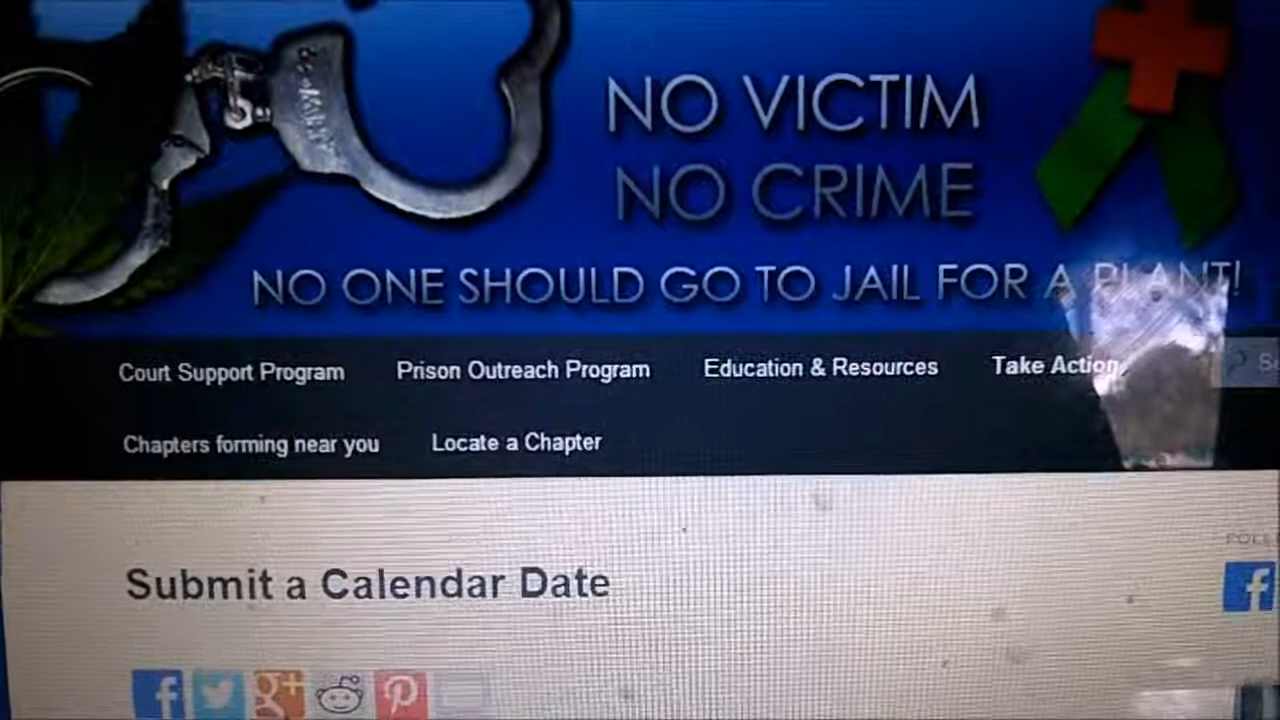 NO VICTIM
NO CRIME
NO ONE SHOULD GO TO JAIL FOR A PLANT!
Court Support Program Prison Outreach Program Education & Resources Take Action
Chapters forming near you Locate a Chapter
Submit a Calendar Date